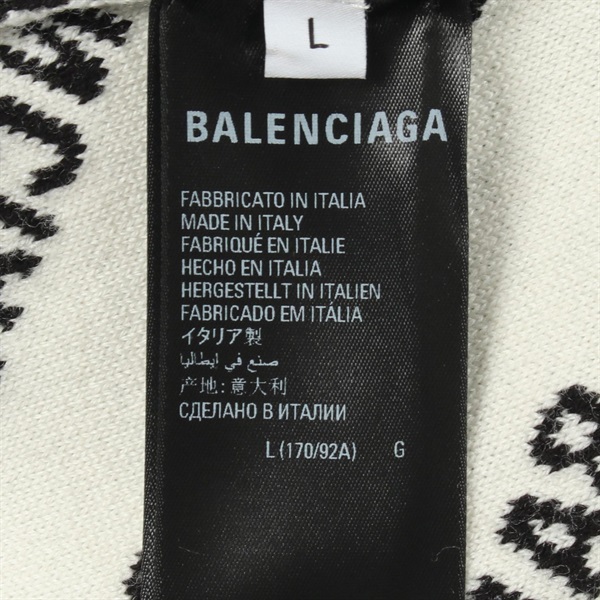 L
BALENCIAGA
FABBRICATO IN ITALIA
MADE IN ITALY
FABRIQUÉ EN ITALIE
HECHO EN ITALIA
HERGESTELLT IN ITALIEN
FABRICADO EM ITÁLIA
イタリア製
صنع في إيطاليا
产地:意大利
СДЕЛАНО В ИТАЛИИ
L (170/92A) G